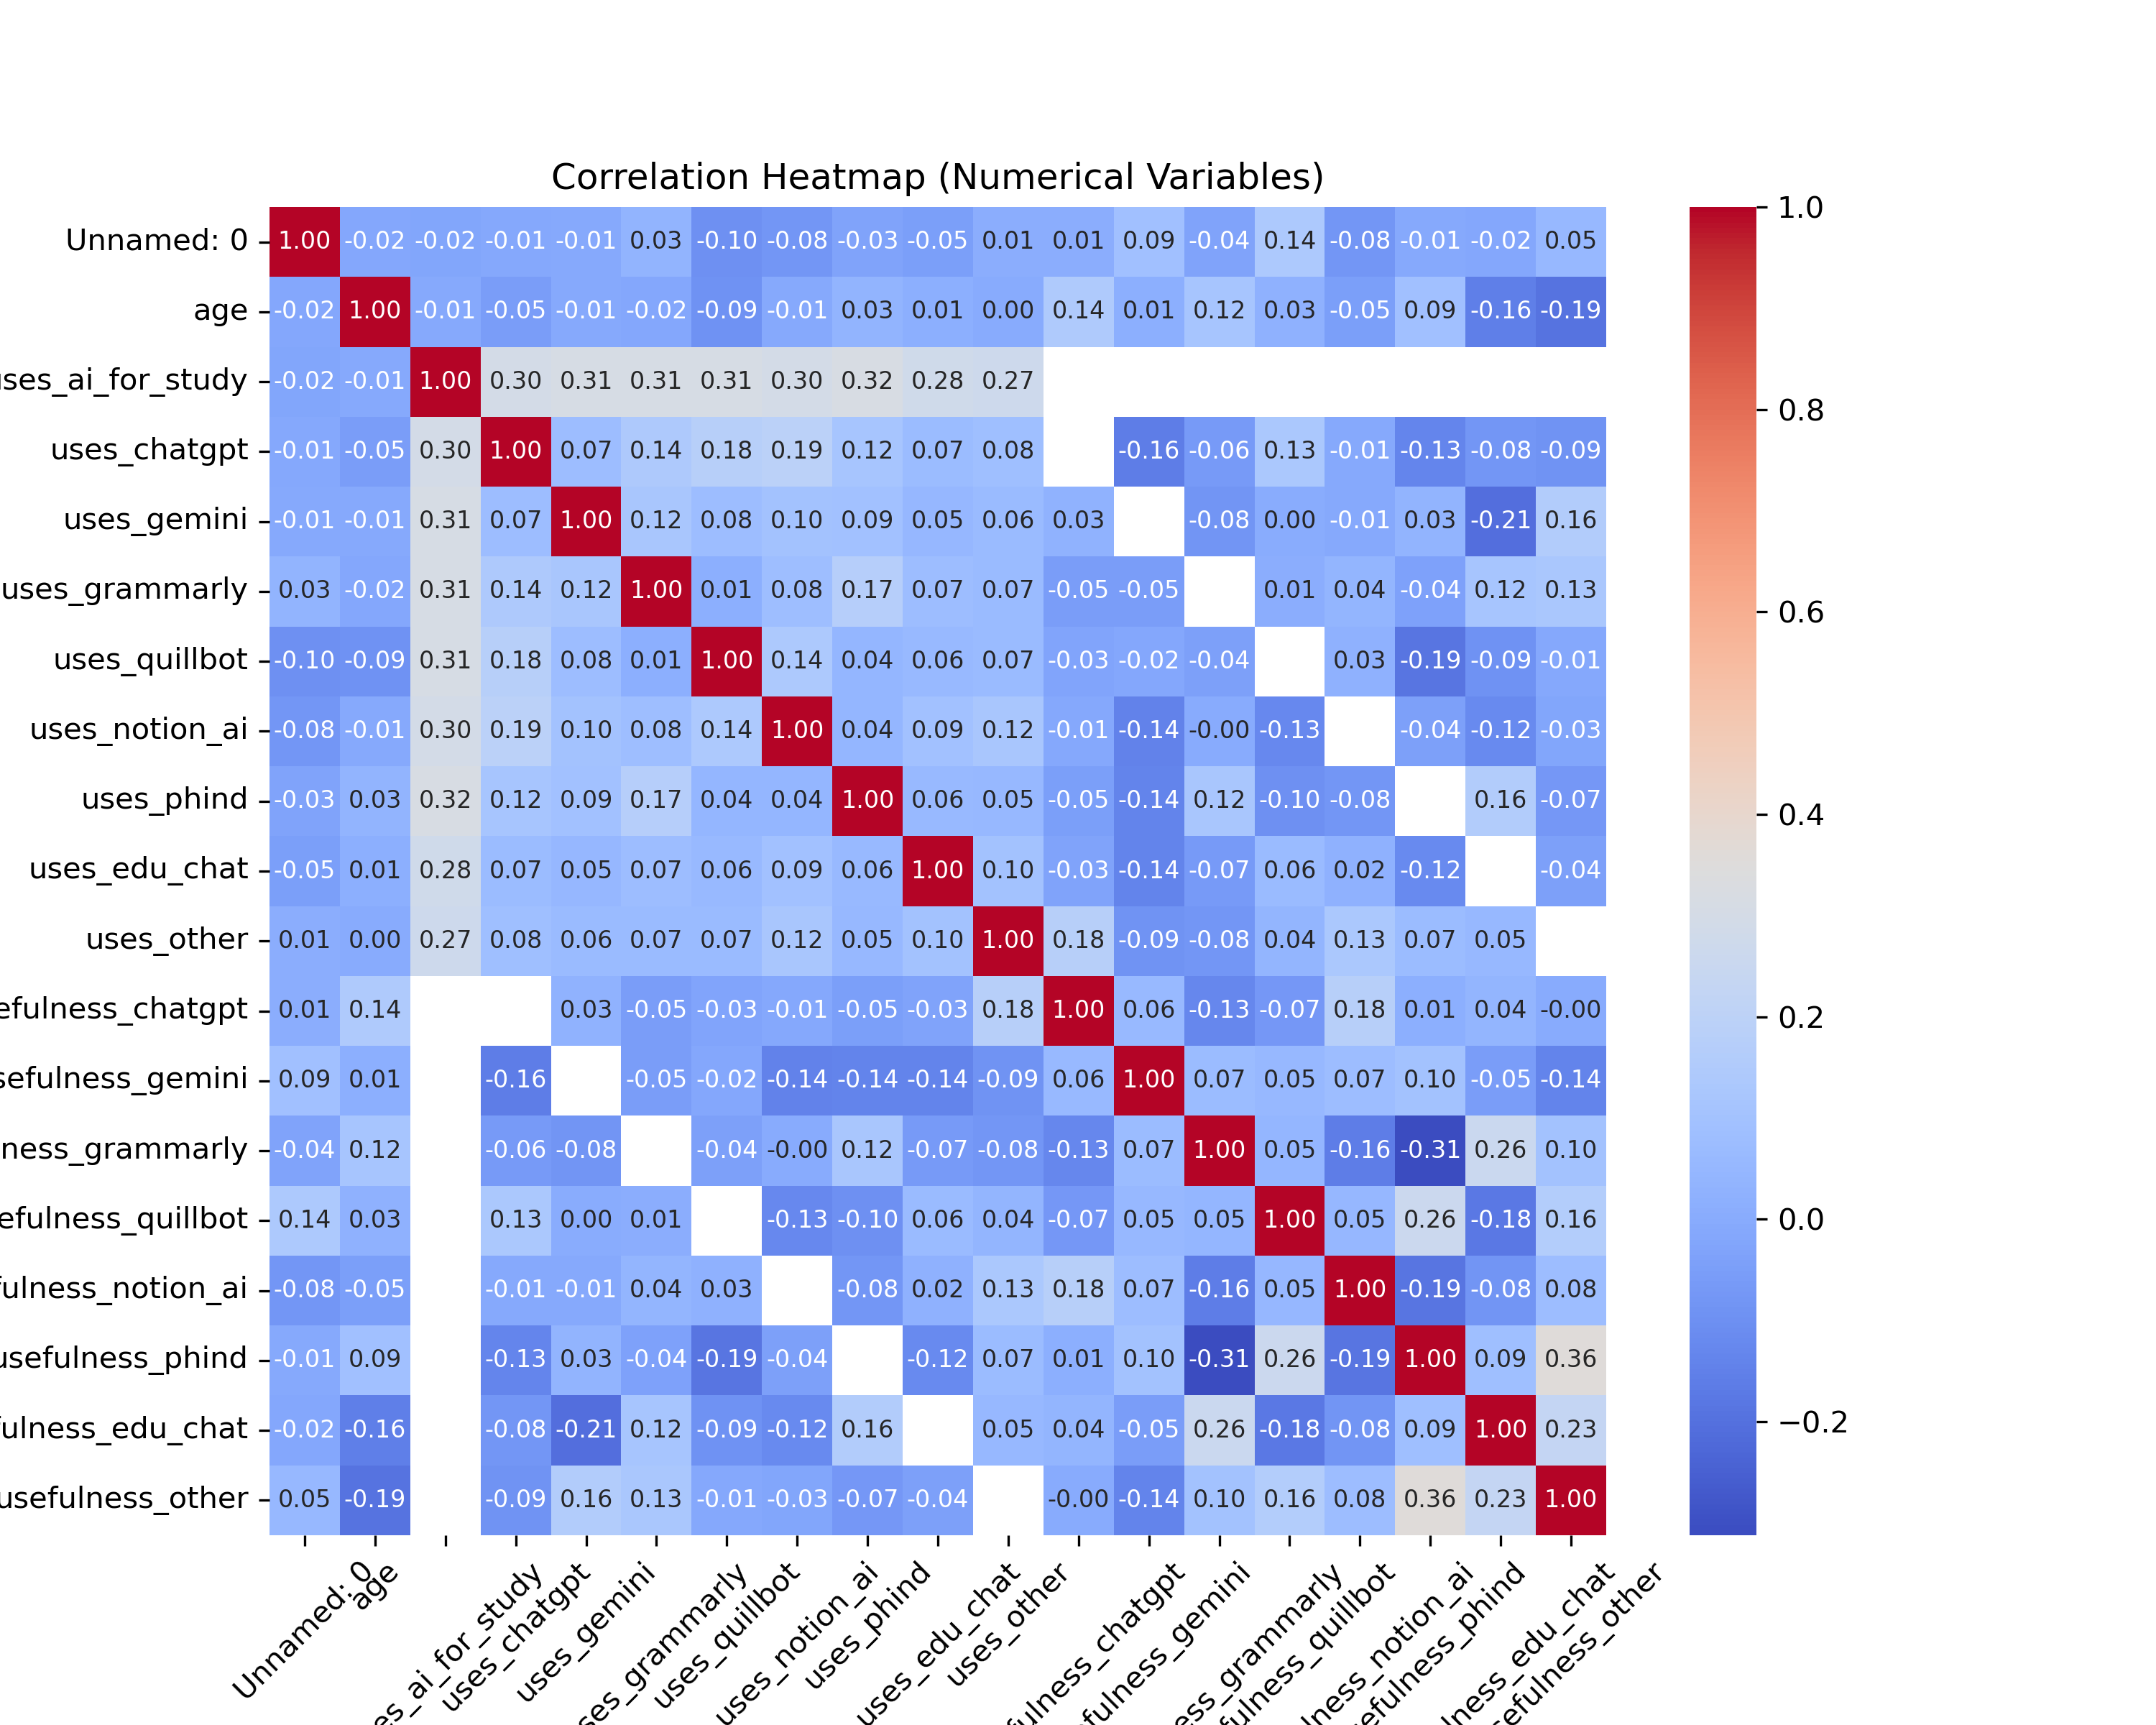 Correlation Heatmap (Numerical Variables)
Unnamed: 0 1.00 -0.02 -0.02 -0.01 -0.01 0.03 -0.10 -0.08 -0.03 -0.05 0.01 0.01 0.09 -0.04 0.14 -0.08 -0.01 -0.02 0.05
age -0.02 1.00 -0.01 -0.05 -0.01 -0.02 -0.09 -0.01 0.03 0.01 0.00 0.14 0.01 0.12 0.03 -0.05 0.09 -0.16 -0.19
ses_ai_for_study -0.02 -0.01 1.00 0.30 0.31 0.31 0.31 0.30 0.32 0.28 0.27
uses_chatgpt -0.01 -0.05 0.30 1.00 0.07 0.14 0.18 0.19 0.12 0.07 0.08 -0.16 -0.06 0.13 -0.01 -0.13 -0.08 -0.09
uses_gemini -0.01 -0.01 0.31 0.07 1.00 0.12 0.08 0.10 0.09 0.05 0.06 0.03 -0.08 0.00 -0.01 0.03 -0.21 0.16
uses_grammarly 0.03 -0.02 0.31 0.14 0.12 1.00 0.01 0.08 0.17 0.07 0.07 -0.05 -0.05 0.01 0.04 -0.04 0.12 0.13
uses_quillbot -0.10 -0.09 0.31 0.18 0.08 0.01 1.00 0.14 0.04 0.06 0.07 -0.03 -0.02 -0.04 0.03 -0.19 -0.09 -0.01
uses_notion_ai -0.08 -0.01 0.30 0.19 0.10 0.08 0.14 1.00 0.04 0.09 0.12 -0.01 -0.14 -0.00 -0.13 -0.04 -0.12 -0.03
uses_phind -0.03 0.03 0.32 0.12 0.09 0.17 0.04 0.04 1.00 0.06 0.05 -0.05 -0.14 0.12 -0.10 -0.08 0.16 -0.07
uses_edu_chat -0.05 0.01 0.28 0.07 0.05 0.07 0.06 0.09 0.06 1.00 0.10 -0.03 -0.14 -0.07 0.06 0.02 -0.12 -0.04
uses_other 0.01 0.00 0.27 0.08 0.06 0.07 0.07 0.12 0.05 0.10 1.00 0.18 -0.09 -0.08 0.04 0.13 0.07 0.05
efulness_chatgpt 0.01 0.14 0.03 -0.05 -0.03 -0.01 -0.05 -0.03 0.18 1.00 0.06 -0.13 -0.07 0.18 0.01 0.04 -0.00
sefulness_gemini 0.09 0.01 -0.16 -0.05 -0.02 -0.14 -0.14 -0.14 -0.09 0.06 1.00 0.07 0.05 0.07 0.10 -0.05 -0.14
ness_grammarly -0.04 0.12 -0.06 -0.08 -0.04 -0.00 0.12 -0.07 -0.08 -0.13 0.07 1.00 0.05 -0.16 -0.31 0.26 0.10
efulness_quillbot 0.14 0.03 0.13 0.00 0.01 -0.13 -0.10 0.06 0.04 -0.07 0.05 0.05 1.00 0.05 0.26 -0.18 0.16
fulness_notion_ai -0.08 -0.05 -0.01 -0.01 0.04 0.03 -0.08 0.02 0.13 0.18 0.07 -0.16 0.05 1.00 -0.19 -0.08 0.08
usefulness_phind -0.01 0.09 -0.13 0.03 -0.04 -0.19 -0.04 -0.12 0.07 0.01 0.10 -0.31 0.26 -0.19 1.00 0.09 0.36
fulness_edu_chat -0.02 -0.16 -0.08 -0.21 0.12 -0.09 -0.12 0.16 0.05 0.04 -0.05 0.26 -0.18 -0.08 0.09 1.00 0.23
usefulness_other 0.05 -0.19 -0.09 0.16 0.13 -0.01 -0.03 -0.07 -0.04 -0.00 -0.14 0.10 0.16 0.08 0.36 0.23 1.00
Unnamed: 0
age
es_ai_for_study
uses_chatgpt
uses_gemini
ses_grammarly
uses_quillbot
uses_notion_ai
uses_phind
uses_edu_chat
uses_other
fulness_chatgpt
fulness_gemini
ess_grammarly
fulness_quillbot
lness_notion_ai
sefulness_phind
lness_edu_chat
sefulness_other
1.0
0.8
0.6
0.4
0.2
0.0
−0.2